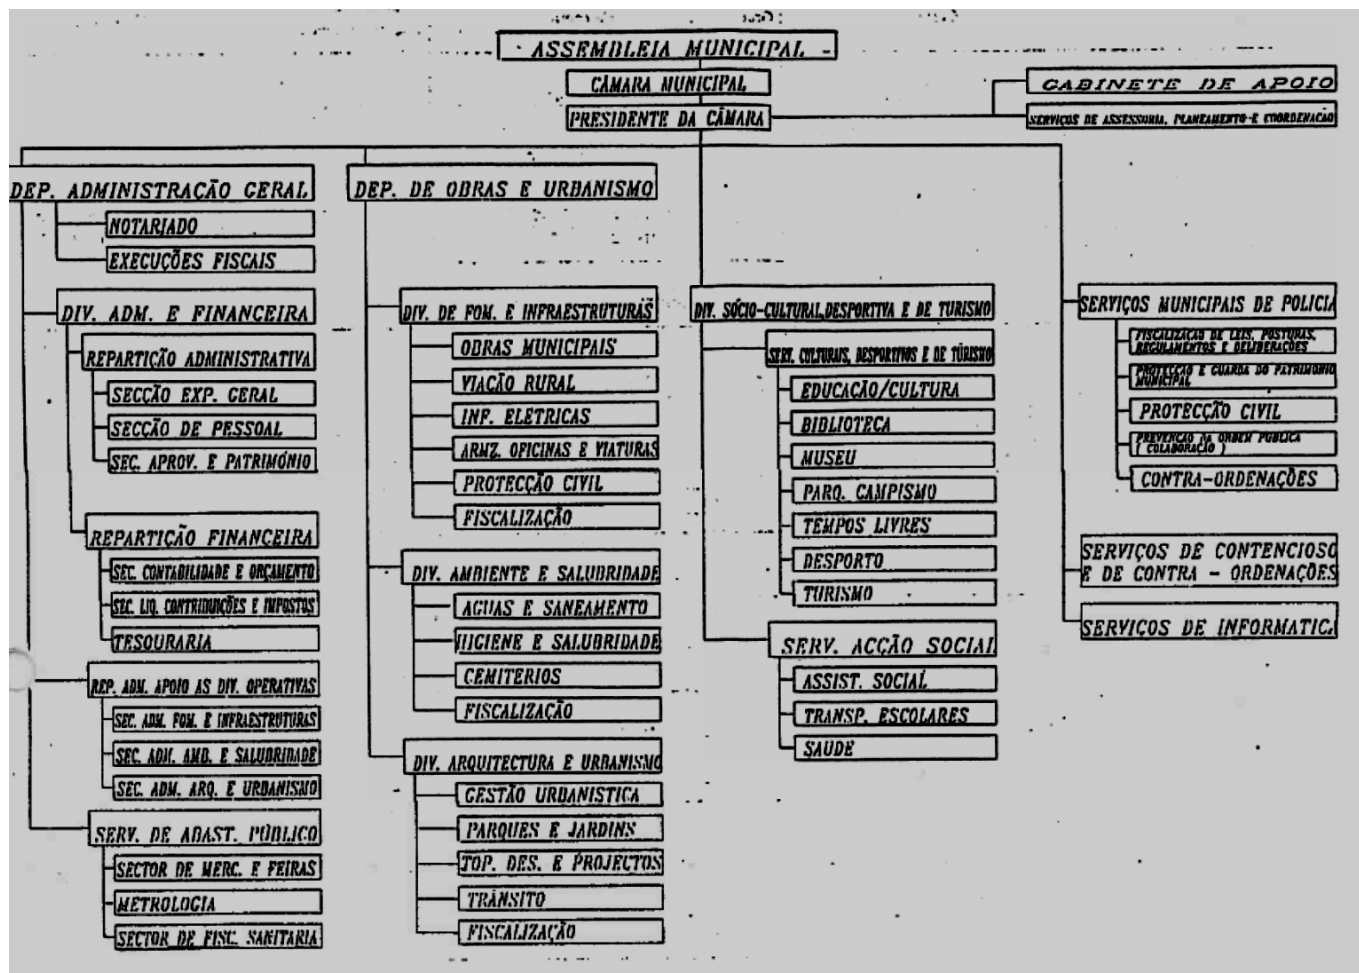 ASSEMBLEIA MUNICIPAL
CÂMARA MUNICIPAL
PRESIDENTE DA CÂMARA
GABINETE DE APOIO
SERVIÇOS DE ASSESSORIA, PLANEAMENTO E COORDENAÇÃO
DEP. ADMINISTRAÇÃO GERAL
NOTARIADO
EXECUÇÕES FISCAIS
DIV. ADM. E FINANCEIRA
REPARTIÇÃO ADMINISTRATIVA
SECÇÃO EXP. GERAL
SECÇÃO DE PESSOAL
SEC. APROV. E PATRIMÓNIO
REPARTIÇÃO FINANCEIRA
SEC. CONTABILIDADE E ORÇAMENTO
SEC. LIQ. CONTRIBUIÇÕES E IMPOSTOS
TESOURARIA
REP. ADM. APOIO AS DIV. OPERATIVAS
SEC. ADM. FOM. E INFRAESTRUTURAS
SEC. ADM. AMB. E SALUBRIDADE
SEC. ADM. ARQ. E URBANISMO
SERV. DE ABAST. PÚBLICO
SECTOR DE MERC. E FEIRAS
METROLOGIA
SECTOR DE FISC. SANITARIA
DEP. DE OBRAS E URBANISMO
DIV. DE FOM. E INFRAESTRUTURAS
OBRAS MUNICIPAIS
VIAÇÃO RURAL
INF. ELETRICAS
ARMZ. OFICINAS E VIATURAS
PROTECÇÃO CIVIL
FISCALIZAÇÃO
DIV. AMBIENTE E SALUBRIDADE
AGUAS E SANEAMENTO
HIGIENE E SALUBRIDADE
CEMITERIOS
FISCALIZAÇÃO
DIV. ARQUITECTURA E URBANISMO
GESTÃO URBANISTICA
PARQUES E JARDINS
TOP. DES. E PROJECTOS
TRÂNSITO
FISCALIZAÇÃO
DIV. SÓCIO-CULTURAL,DESPORTIVA E DE TURISMO
SERV. CULTURAIS, DESPORTIVOS E DE TURISMO
EDUCAÇÃO/CULTURA
BIBLIOTECA
MUSEU
PARQ. CAMPISMO
TEMPOS LIVRES
DESPORTO
TURISMO
SERV. ACÇÃO SOCIAL
ASSIST. SOCIAL
TRANSP. ESCOLARES
SAUDE
SERVIÇOS MUNICIPAIS DE POLICIA
FISCALIZAÇÃO DE LEIS, POSTURAS,
REGULAMENTOS E DELIBERAÇÕES
PROTECÇÃO E GUARDA DO PATRIMONIO
MUNICIPAL
PROTECÇÃO CIVIL
PREVENÇÃO DA ORDEM PUBLICA
( COLABORAÇÃO )
CONTRA-ORDENAÇÕES
SERVIÇOS DE CONTENCIOSO
E DE CONTRA - ORDENAÇÕES
SERVIÇOS DE INFORMATICA